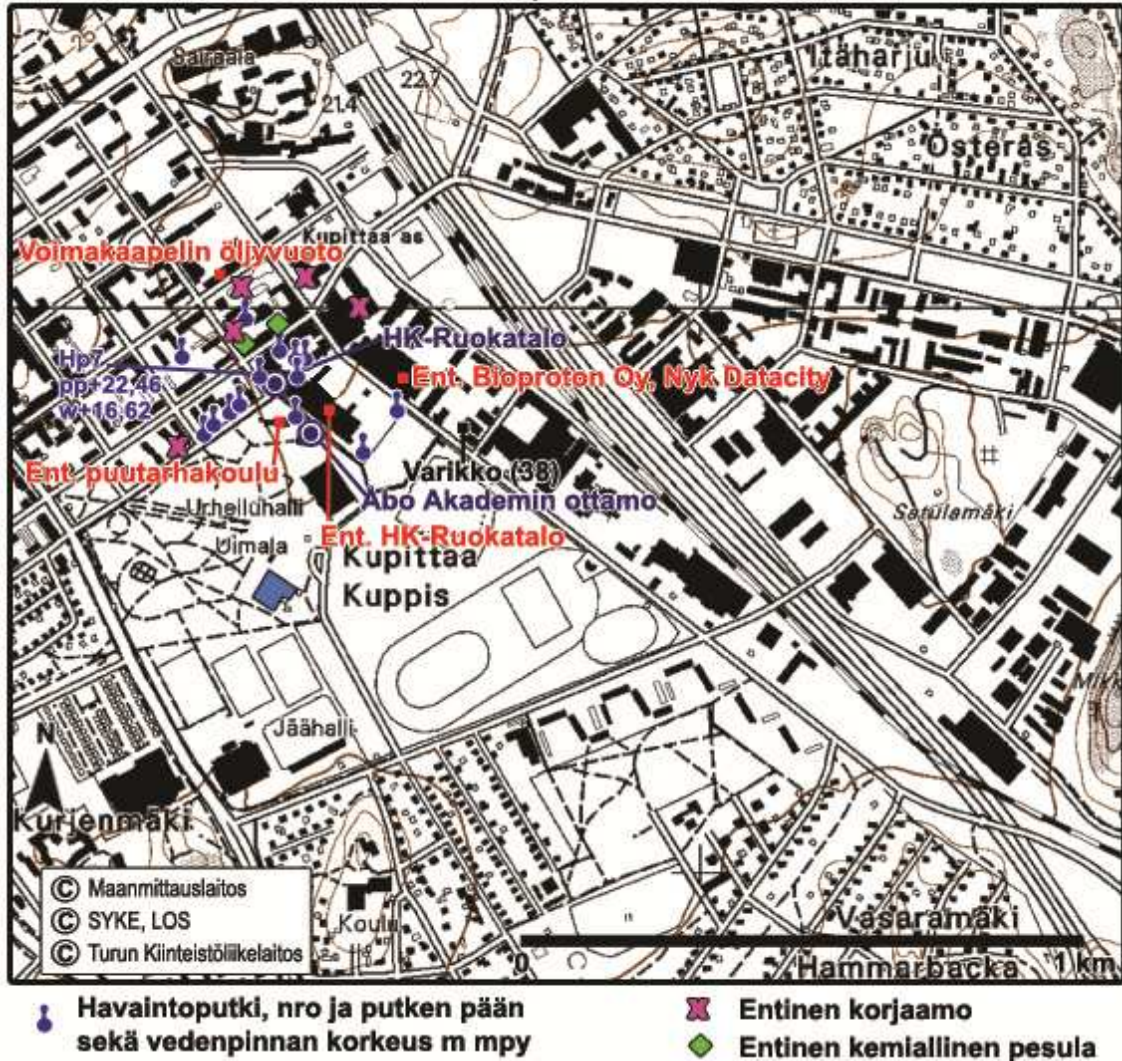 Sairaala
22.7
21.4
Itäharju
Österås
Kupittaa as
Voimakaapelin öljyvuoto
HK-Ruokatalo
Hp7
pp+22,46
w+16,62
Ent. Bioproton Oy, Nyk Datacity
Ent. puutarhakoulu
Varikko (38)
Åbo Akademin ottamo
Urheiluhalli
Satulamäki
Ent. HK-Ruokatalo
Uimala
Kupittaa
Kuppis
Jäähalli
N
Kurjenmäki
© Maanmittauslaitos
© SYKE, LOS
© Turun Kiinteistöliikelaitos
Koulu
Vasaramäki
0
1 km
Hammarbacka
Havaintoputki, nro ja putken pään
sekä vedenpinnan korkeus m mpy
Entinen korjaamo
Entinen kemiallinen pesula